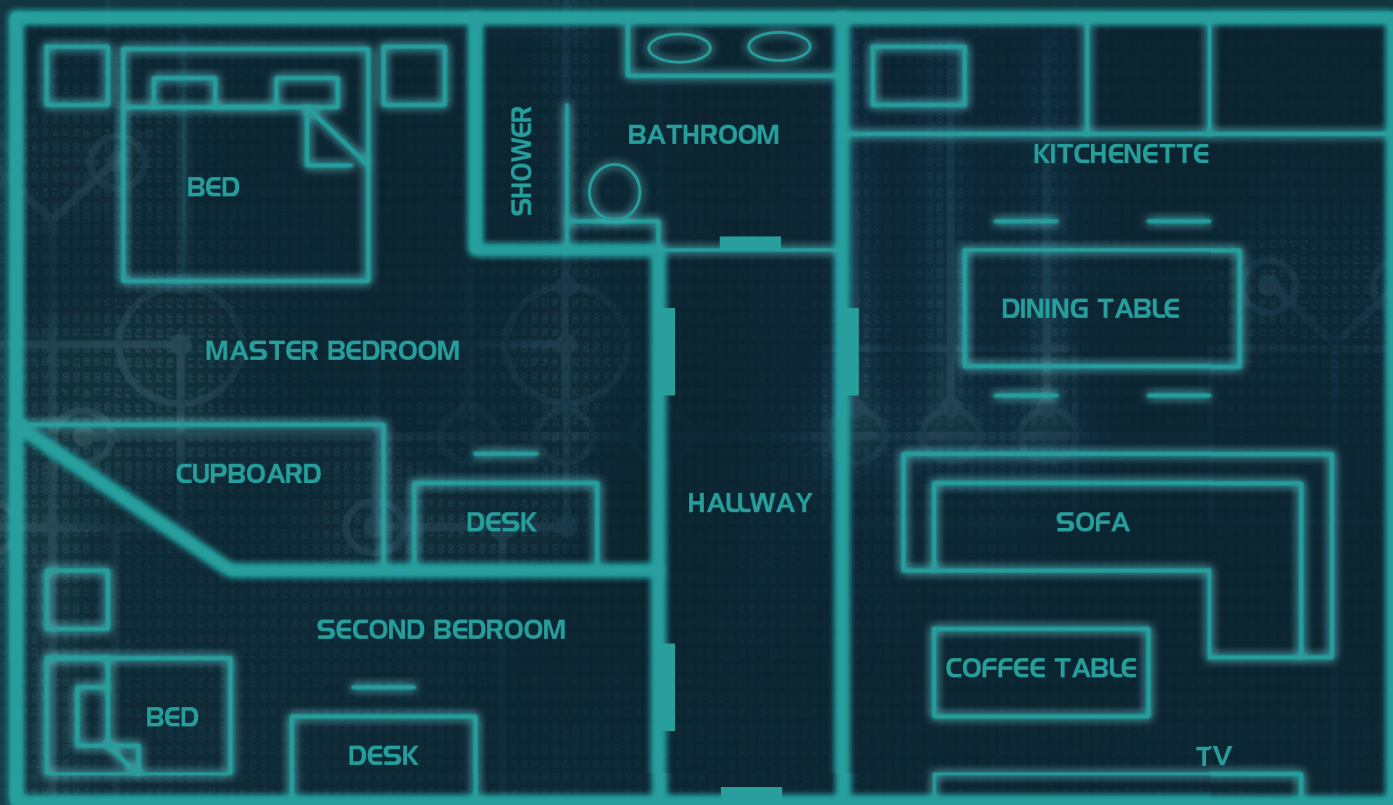 SHOWER
BATHROOM
KITCHENETTE
BED
DINING TABLE
MASTER BEDROOM
CUPBOARD
DESK
HALLWAY
SOFA
SECOND BEDROOM
COFFEE TABLE
BED
DESK
TV